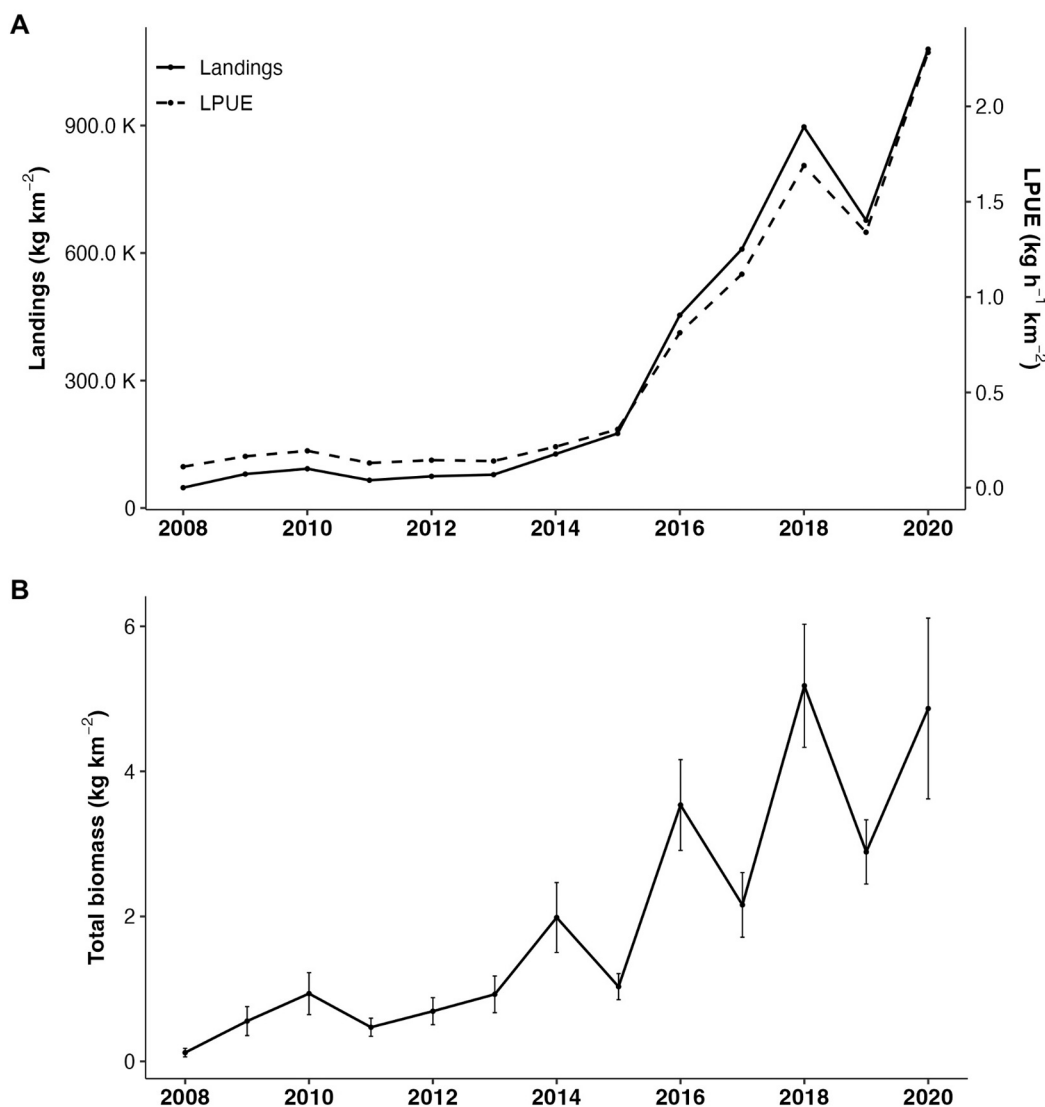 A
Landings
LPUE
Landings (kg km⁻²)
900.0 K
600.0 K
300.0 K
0
LPUE (kg h⁻¹ km⁻²)
2.0
1.5
1.0
0.5
0.0
2008 2010 2012 2014 2016 2018 2020
B
Total biomass (kg km⁻²)
6
4
2
0
2008 2010 2012 2014 2016 2018 2020